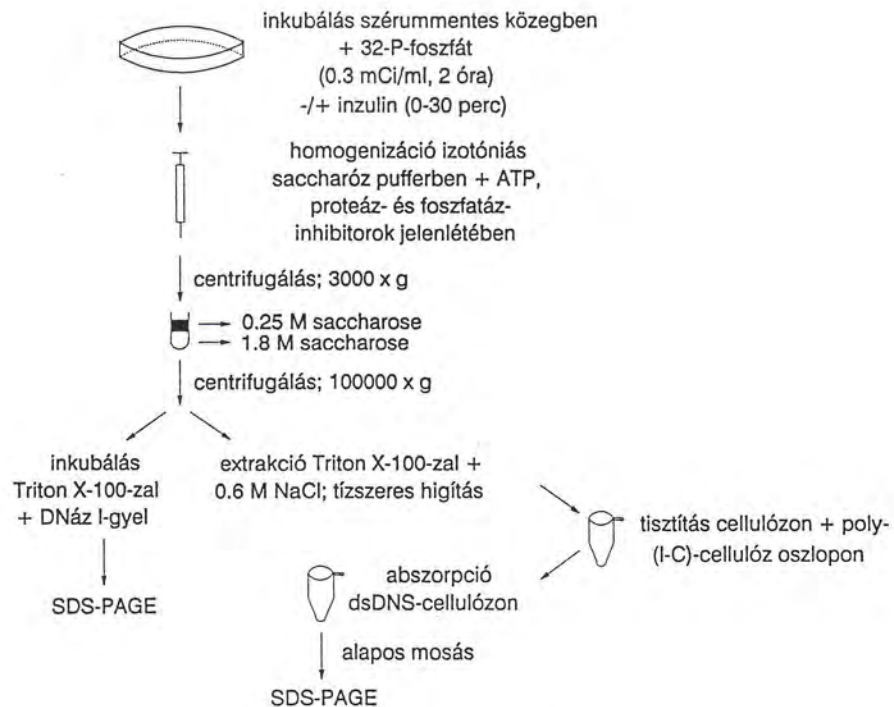 inkubálás szérummentes közegben
+ 32-P-foszfát
(0.3 mCi/ml, 2 óra)
-/+ inzulin (0-30 perc)
homogenizáció izotóniás
saccharóz pufferben + ATP,
proteáz- és foszfatáz-
inhibitorok jelenlétében
centrifugálás; 3000 x g
0.25 M saccharose
1.8 M saccharose
centrifugálás; 100000 x g
inkubálás
Triton X-100-zal
+ DNáz I-gyel
SDS-PAGE
extrakció Triton X-100-zal +
0.6 M NaCl; tízszeres higítás
tisztítás cellulózon + poly-
(I-C)-cellulóz oszlopon
abszorpció
dsDNS-cellulózon
alapos mosás
SDS-PAGE